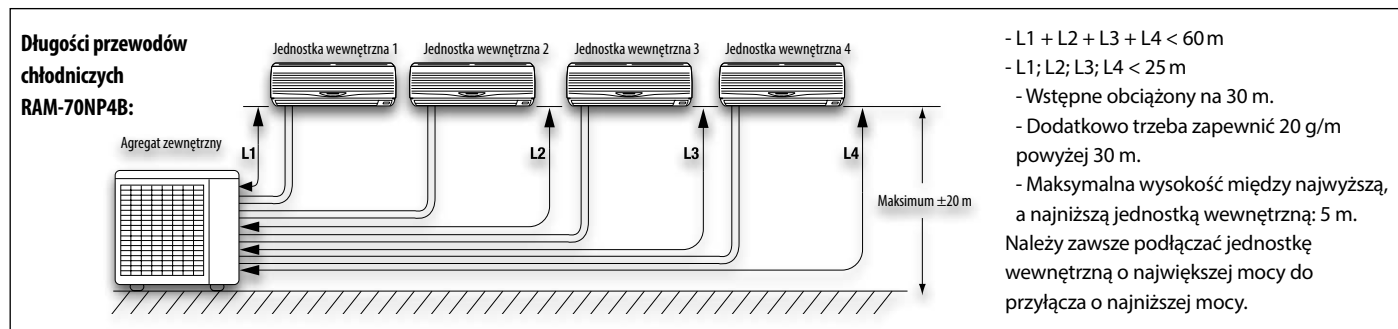 Długości przewodów
chłodniczych
RAM-70NP4B:
Jednostka wewnętrzna 1
Jednostka wewnętrzna 2
Jednostka wewnętrzna 3
Jednostka wewnętrzna 4
Agregat zewnętrzny
L1
L2
L3
L4
Maksimum ±20 m
- L1 + L2 + L3 + L4 < 60 m
- L1; L2; L3; L4 < 25 m
- Wstępne obciążony na 30 m.
- Dodatkowo trzeba zapewnić 20 g/m
powyżej 30 m.
- Maksymalna wysokość między najwyższą,
a najniższą jednostką wewnętrzną: 5 m.
Należy zawsze podłączać jednostkę
wewnętrzną o największej mocy do
przyłącza o najniższej mocy.